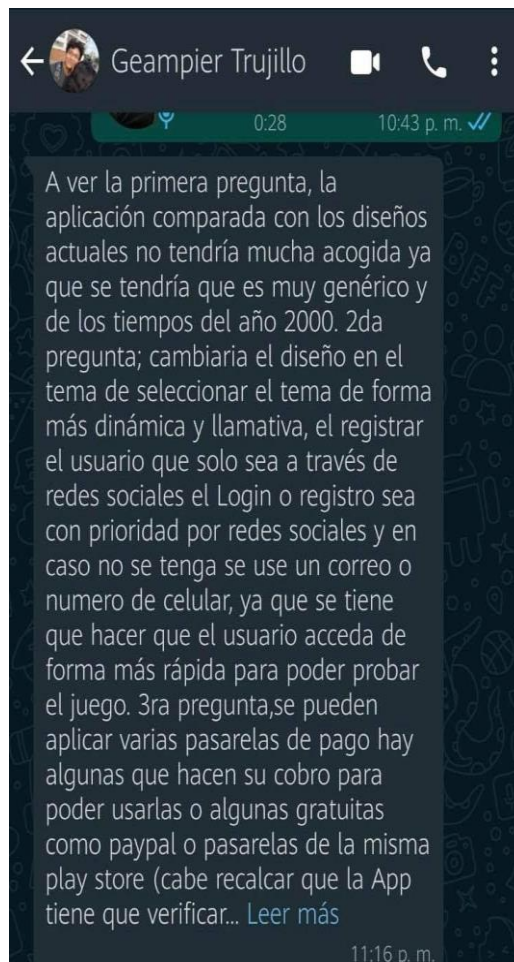 Geampier Trujillo
0:28
10:43 p. m.
A ver la primera pregunta, la
aplicación comparada con los diseños
actuales no tendría mucha acogida ya
que se tendría que es muy genérico y
de los tiempos del año 2000. 2da
pregunta; cambiaria el diseño en el
tema de seleccionar el tema de forma
más dinámica y llamativa, el registrar
el usuario que solo sea a través de
redes sociales el Login o registro sea
con prioridad por redes sociales y en
caso no se tenga se use un correo o
numero de celular, ya que se tiene
que hacer que el usuario acceda de
forma más rápida para poder probar
el juego. 3ra pregunta,se pueden
aplicar varias pasarelas de pago hay
algunas que hacen su cobro para
poder usarlas o algunas gratuitas
como paypal o pasarelas de la misma
play store (cabe recalcar que la App
tiene que verificar... Leer más
11:16 p. m.